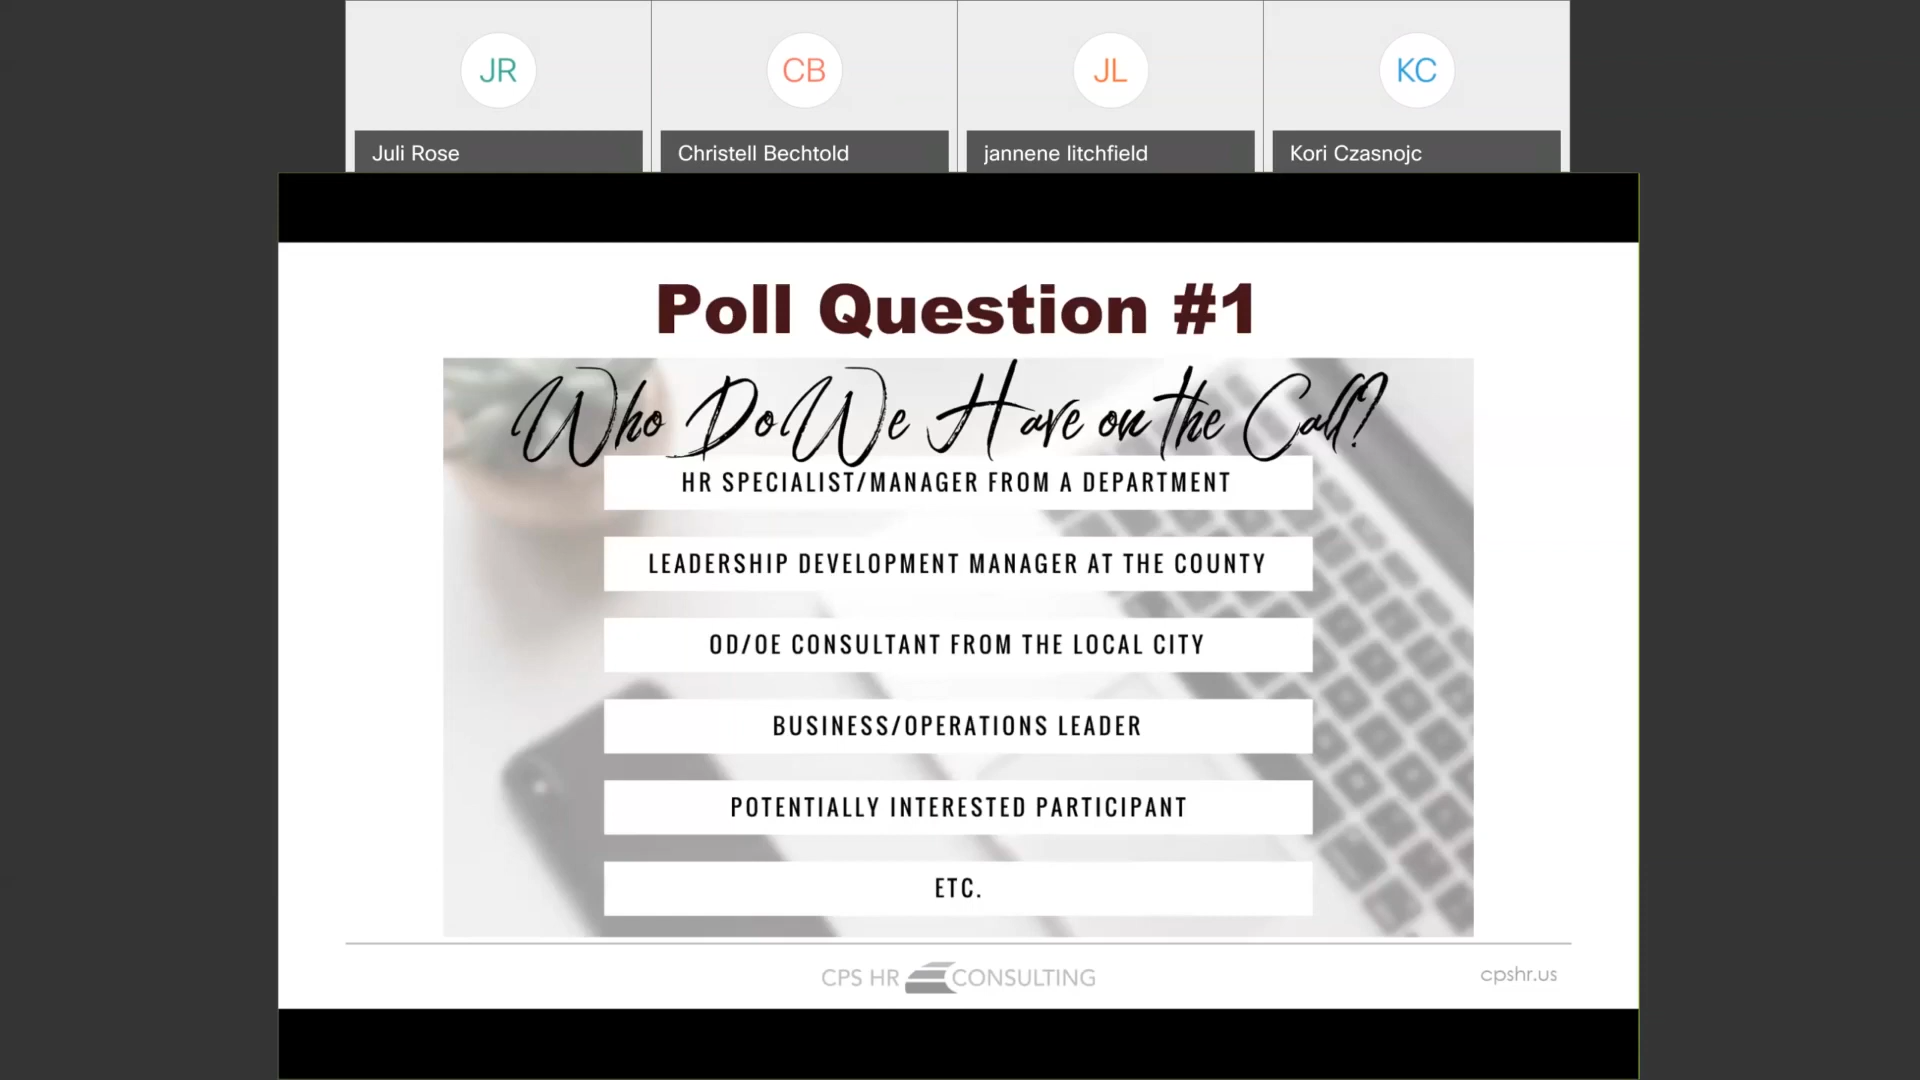 JR
CB
JL
KC
Juli Rose
Christell Bechtold
jannene litchfield
Kori Czasnojc
Poll Question #1
Who Do We Have on the Call?
HR SPECIALIST/MANAGER FROM A DEPARTMENT
LEADERSHIP DEVELOPMENT MANAGER AT THE COUNTY
OD/OE CONSULTANT FROM THE LOCAL CITY
BUSINESS/OPERATIONS LEADER
POTENTIALLY INTERESTED PARTICIPANT
ETC.
CPS HR CONSULTING
cpshr.us